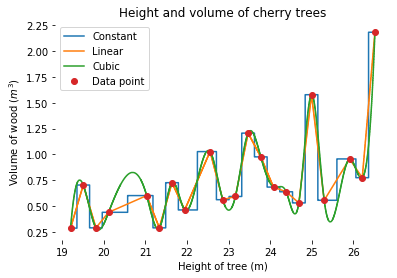 Height and volume of cherry trees
2.25
2.00
1.75
1.50
1.25
1.00
0.75
0.50
0.25
Volume of wood (m³)
Constant
Linear
Cubic
Data point
19 20 21 22 23 24 25 26
Height of tree (m)